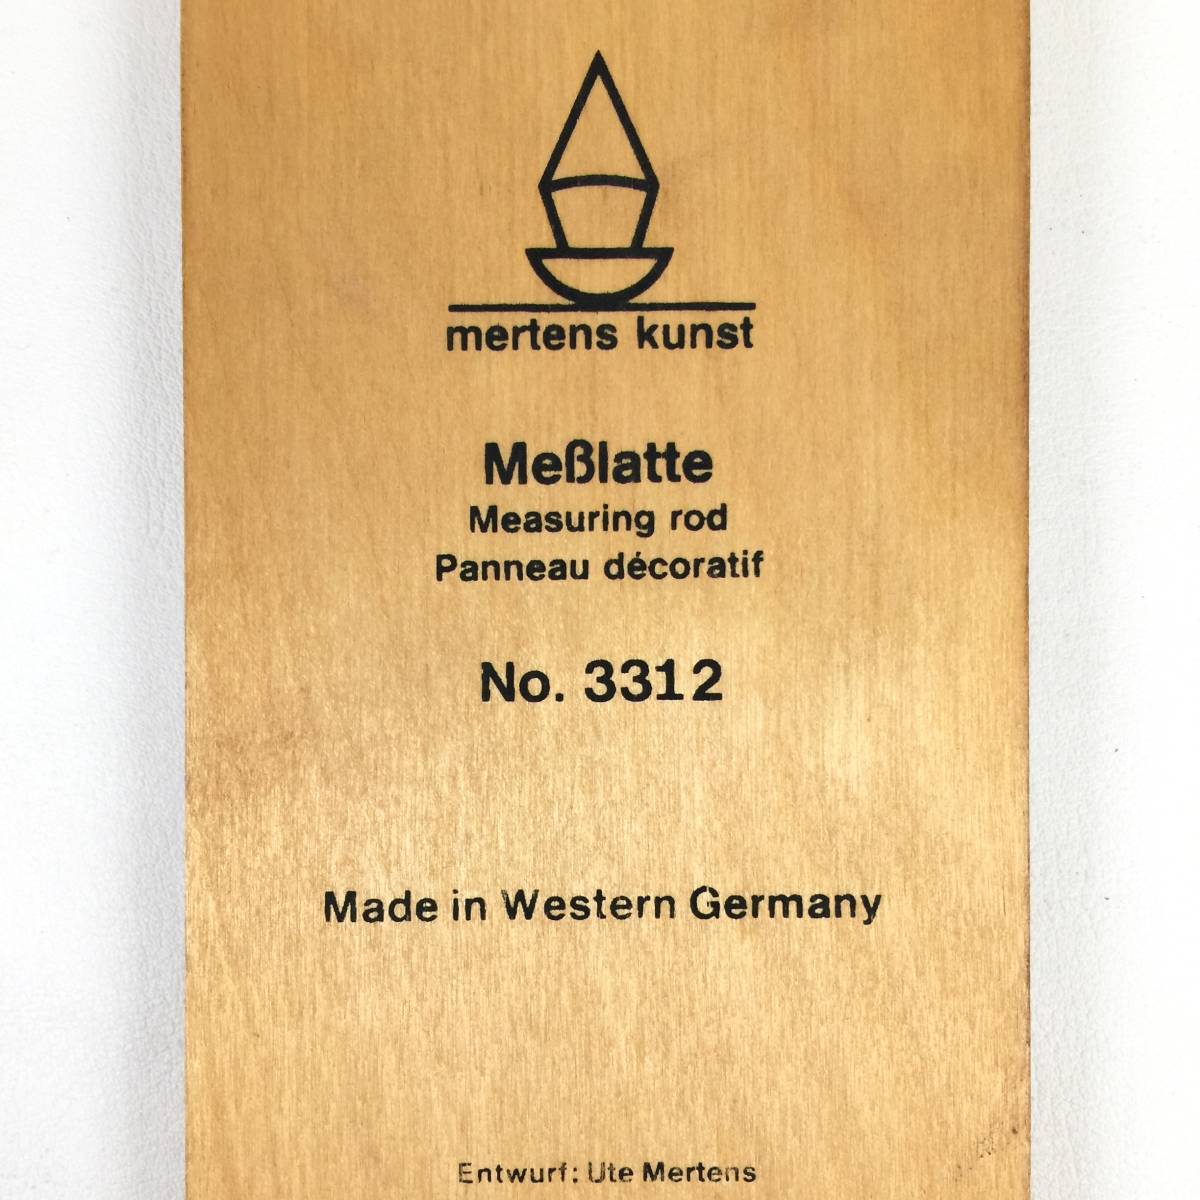 mertens kunst
Meßlatte
Measuring rod
Panneau décoratif
No. 3312
Made in Western Germany
Entwurf: Ute Mertens